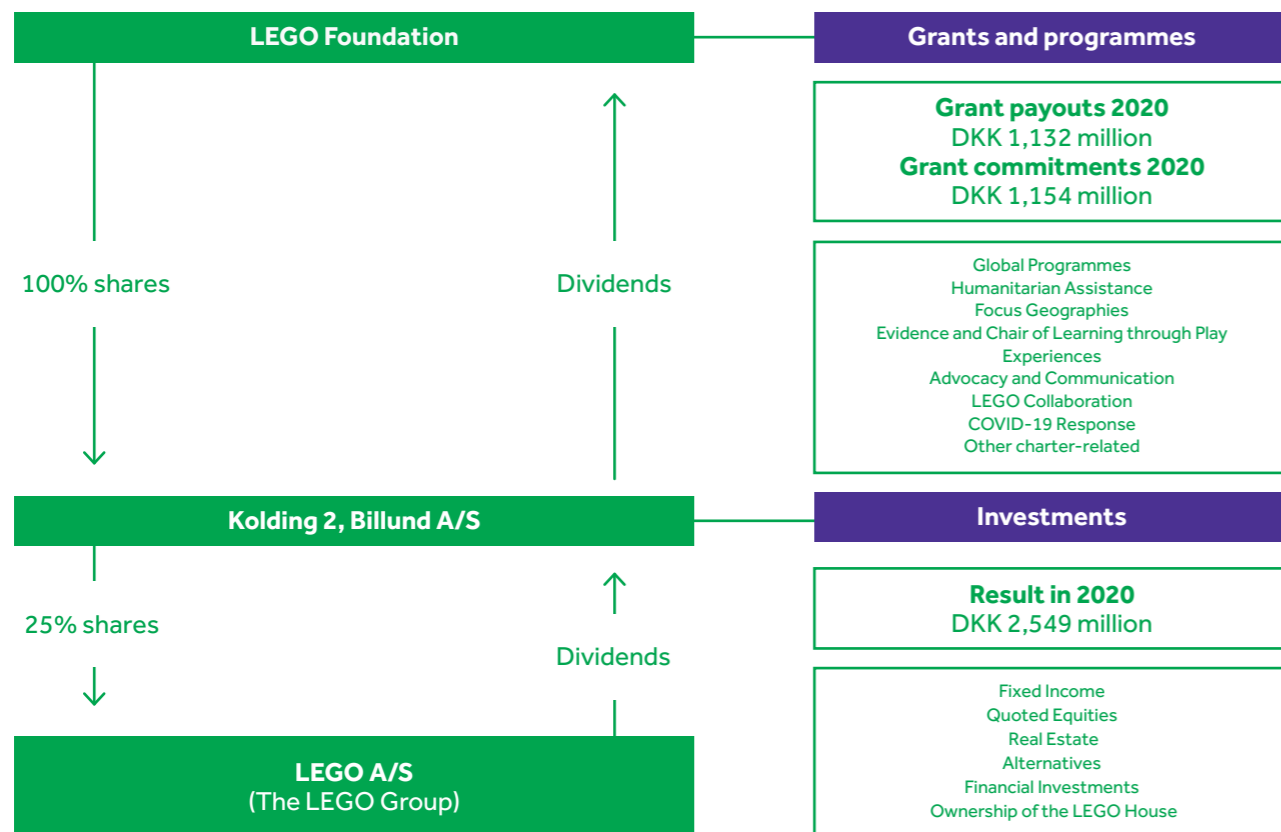 LEGO Foundation
100% shares
Dividends
Kolding 2, Billund A/S
25% shares
Dividends
LEGO A/S
(The LEGO Group)
Grants and programmes
Grant payouts 2020
DKK 1,132 million
Grant commitments 2020
DKK 1,154 million
Global Programmes
Humanitarian Assistance
Focus Geographies
Evidence and Chair of Learning through Play
Experiences
Advocacy and Communication
LEGO Collaboration
COVID-19 Response
Other charter-related
Investments
Result in 2020
DKK 2,549 million
Fixed Income
Quoted Equities
Real Estate
Alternatives
Financial Investments
Ownership of the LEGO House